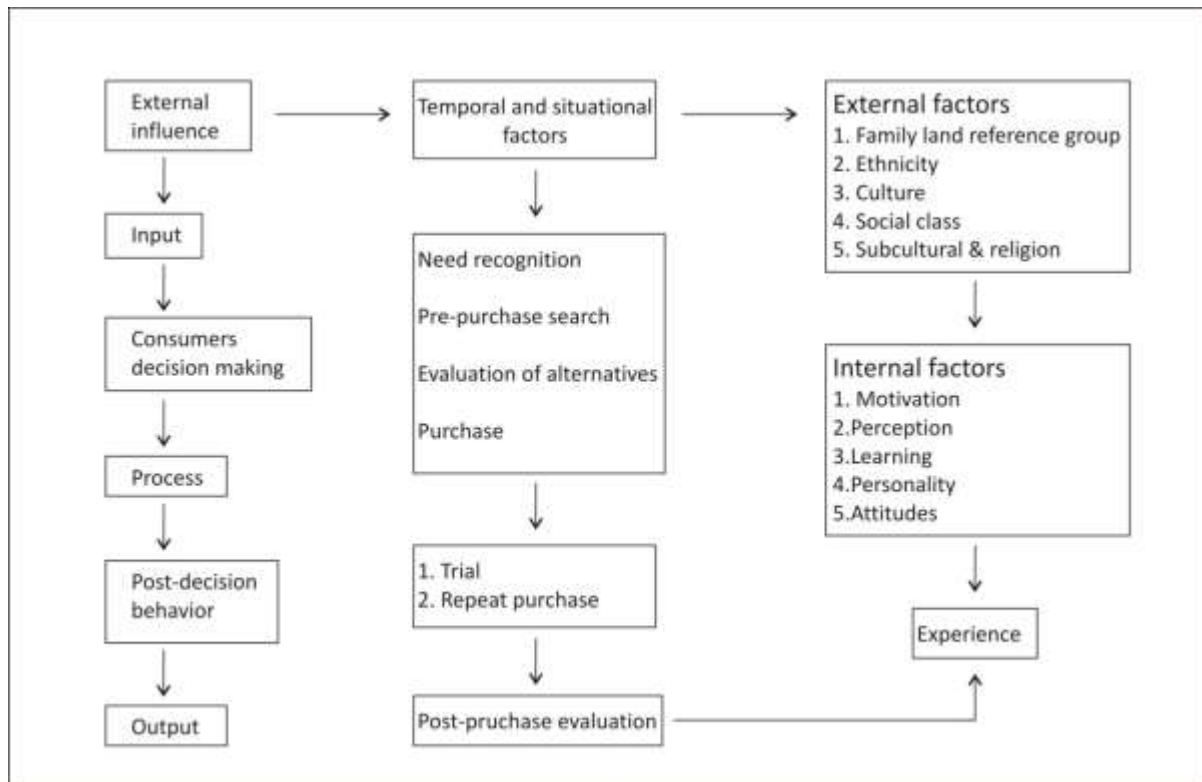 External
influence
Input
Consumers
decision making
Process
Post-decision
behavior
Output
Temporal and situational
factors
Need recognition
Pre-purchase search
Evaluation of alternatives
Purchase
1. Trial
2. Repeat purchase
Post-pruchase evaluation
External factors
1. Family land reference group
2. Ethnicity
3. Culture
4. Social class
5. Subcultural & religion
Internal factors
1. Motivation
2.Perception
3.Learning
4.Personality
5.Attitudes
Experience